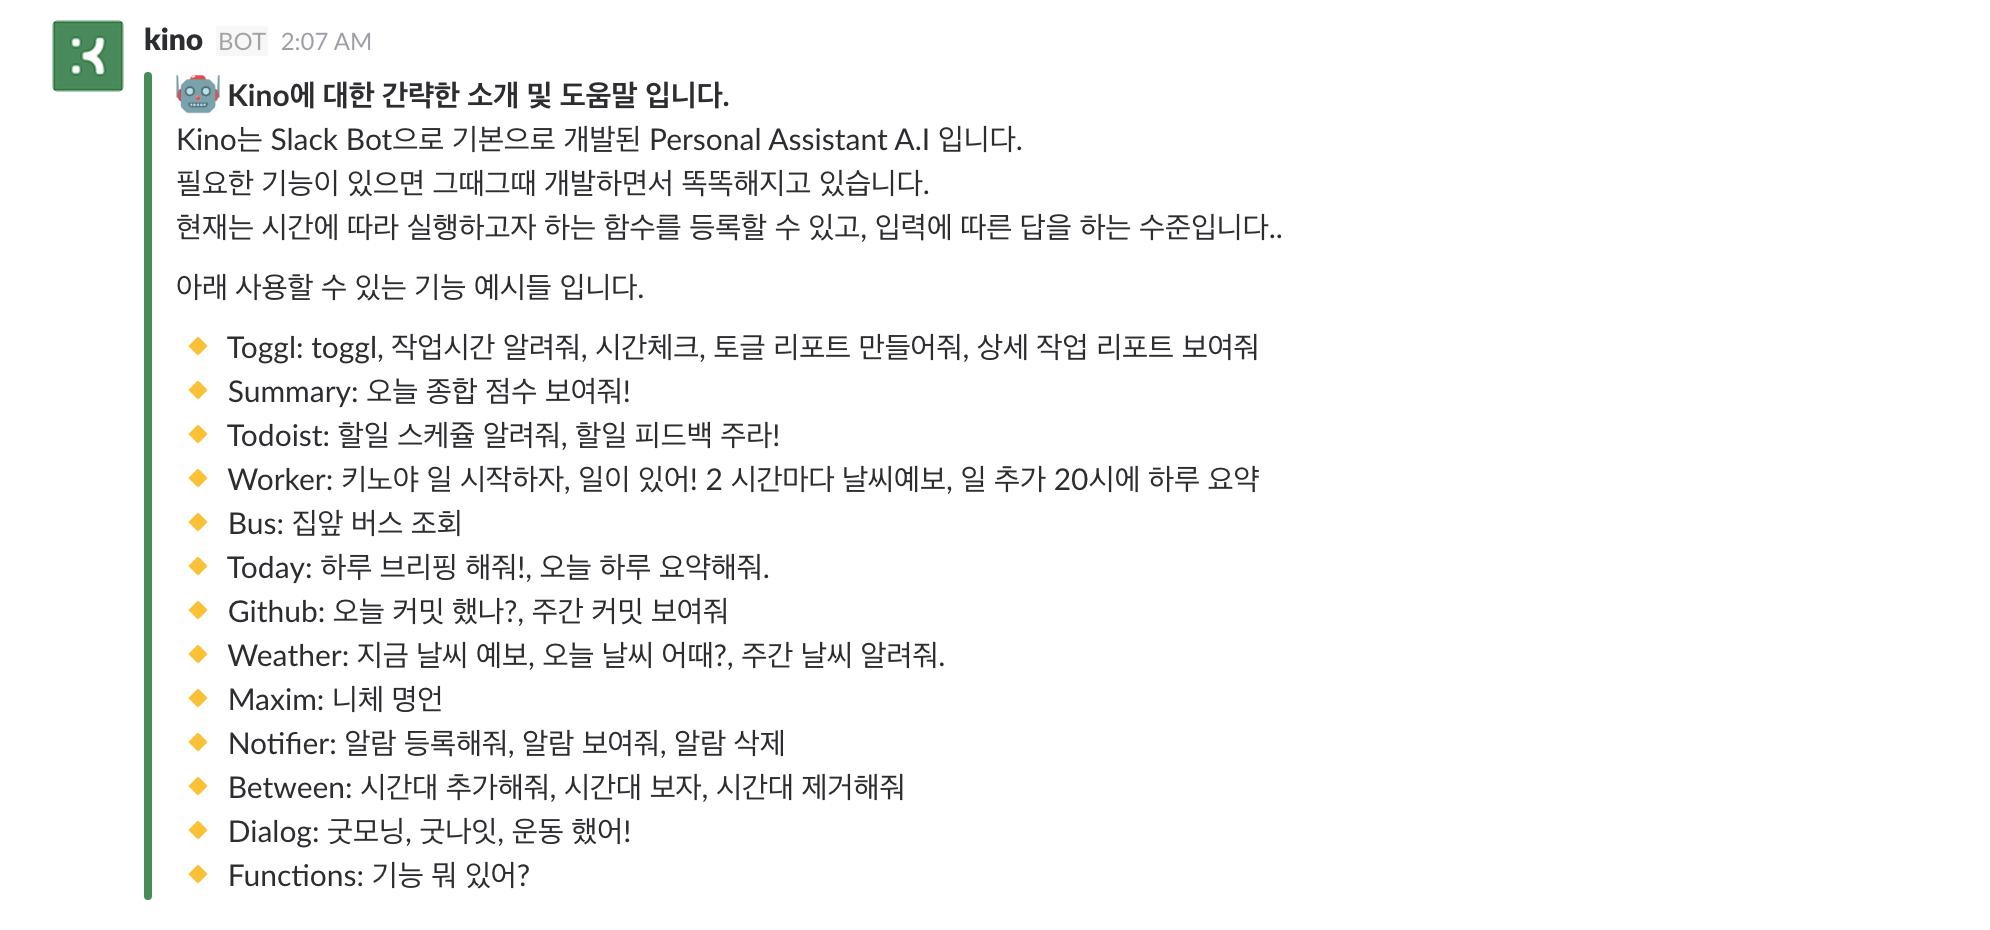 kino BOT 2:07 AM
Kino에 대한 간략한 소개 및 도움말 입니다.
Kino는 Slack Bot으로 기본으로 개발된 Personal Assistant A.I 입니다.
필요한 기능이 있으면 그때그때 개발하면서 똑똑해지고 있습니다.
현재는 시간에 따라 실행하고자 하는 함수를 등록할 수 있고, 입력에 따른 답을 하는 수준입니다..
아래 사용할 수 있는 기능 예시들 입니다.
Toggl: toggl, 작업시간 알려줘, 시간체크, 토글 리포트 만들어줘, 상세 작업 리포트 보여줘
Summary: 오늘 종합 점수 보여줘!
Todoist: 할일 스케쥴 알려줘, 할일 피드백 주라!
Worker: 키노야 일 시작하자, 일이 있어! 2 시간마다 날씨예보, 일 추가 20시에 하루 요약
Bus: 집앞 버스 조회
Today: 하루 브리핑 해줘!, 오늘 하루 요약해줘.
Github: 오늘 커밋 했나?, 주간 커밋 보여줘
Weather: 지금 날씨 예보, 오늘 날씨 어때?, 주간 날씨 알려줘.
Maxim: 니체 명언
Notifier: 알람 등록해줘, 알람 보여줘, 알람 삭제
Between: 시간대 추가해줘, 시간대 보자, 시간대 제거해줘
Dialog: 굿모닝, 굿나잇, 운동 했어!
Functions: 기능 뭐 있어?